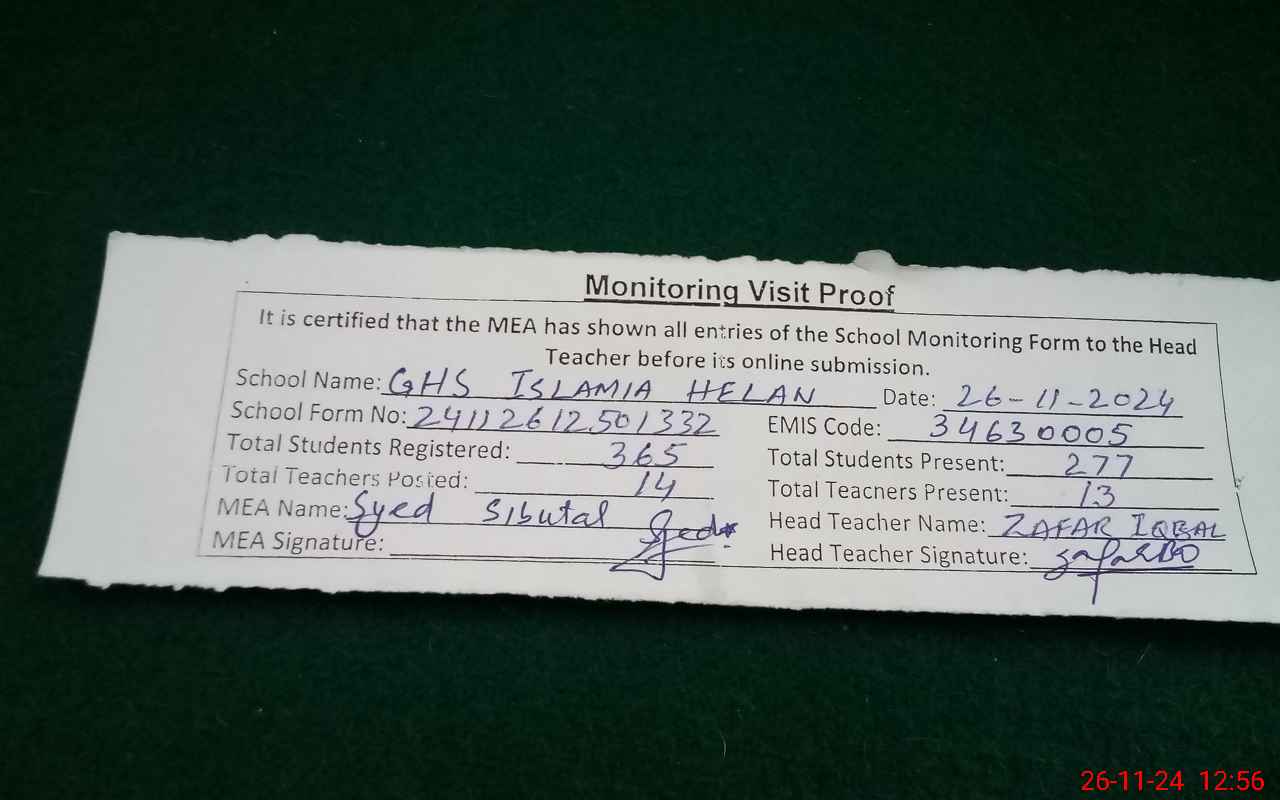 Monitoring Visit Proof
It is certified that the MEA has shown all entries of the School Monitoring Form to the Head
Teacher before its online submission.
School Name: GHS ISLAMIA HELAN Date: 26-11-2024
School Form No: 24112612501332 EMIS Code: 34630005
Total Students Registered: 365 Total Students Present: 277
Total Teachers Posted: 14 Total Teachers Present: 13
MEA Name: Syed Sibutal Head Teacher Name: ZAFAR IQBAL
MEA Signature: Head Teacher Signature:
26-11-24 12:56